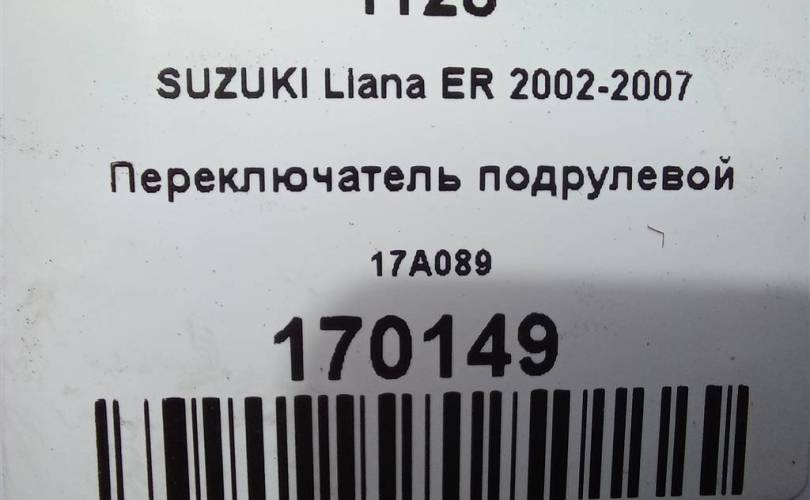 SUZUKI Liana ER 2002-2007
Переключатель подрулевой
17A089
170149